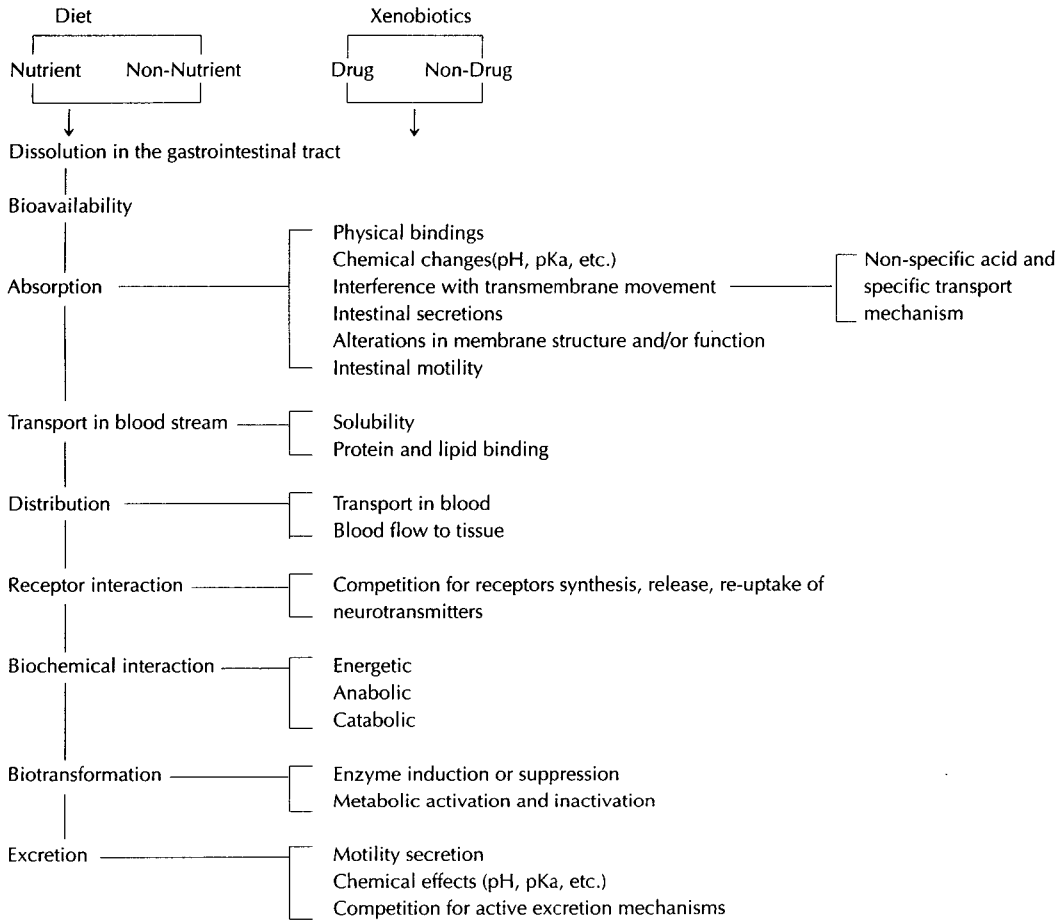 Diet
Xenobiotics
Nutrient
Non-Nutrient
Drug
Non-Drug
Dissolution in the gastrointestinal tract
Bioavailability
Absorption
Physical bindings
Chemical changes(pH, pKa, etc.)
Interference with transmembrane movement
Intestinal secretions
Alterations in membrane structure and/or function
Intestinal motility
Non-specific acid and
specific transport
mechanism
Transport in blood stream
Solubility
Protein and lipid binding
Distribution
Transport in blood
Blood flow to tissue
Receptor interaction
Competition for receptors synthesis, release, re-uptake of
neurotransmitters
Biochemical interaction
Energetic
Anabolic
Catabolic
Biotransformation
Enzyme induction or suppression
Metabolic activation and inactivation
Excretion
Motility secretion
Chemical effects (pH, pKa, etc.)
Competition for active excretion mechanisms